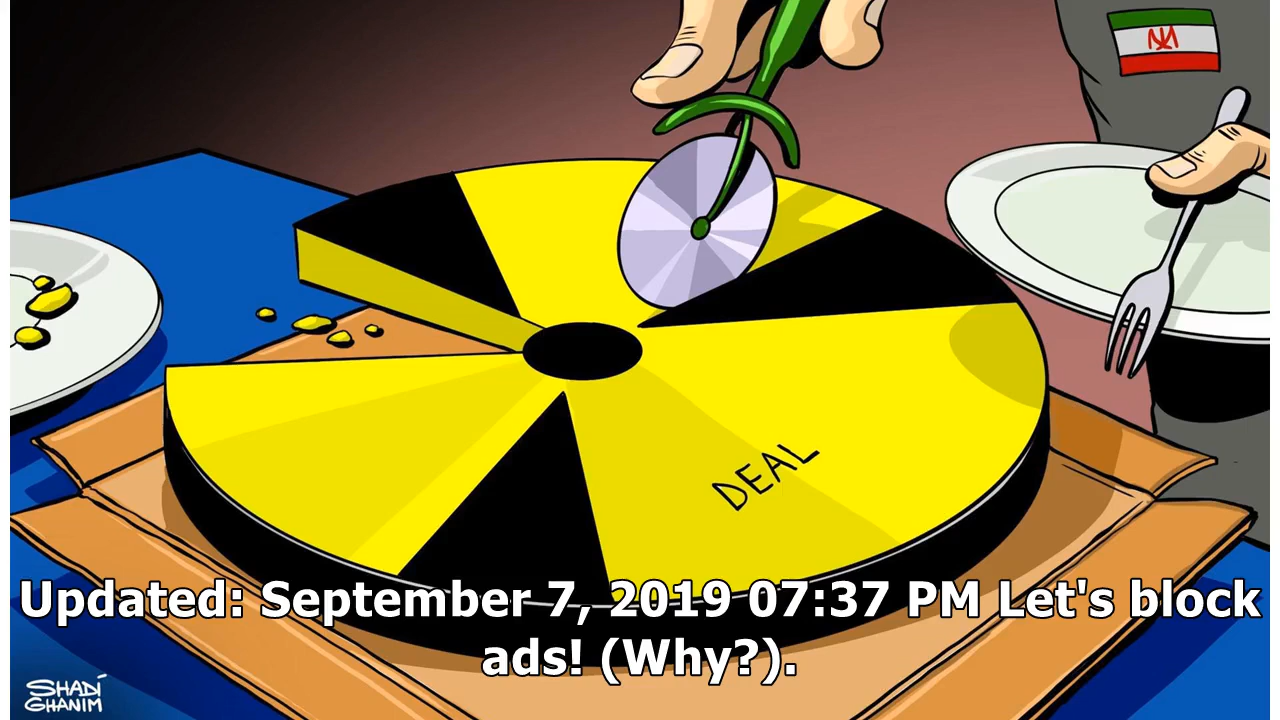 DEAL
Updated: September 7, 2019 07:37 PM Let's block
ads! (Why?).
SHADI
GHANIM